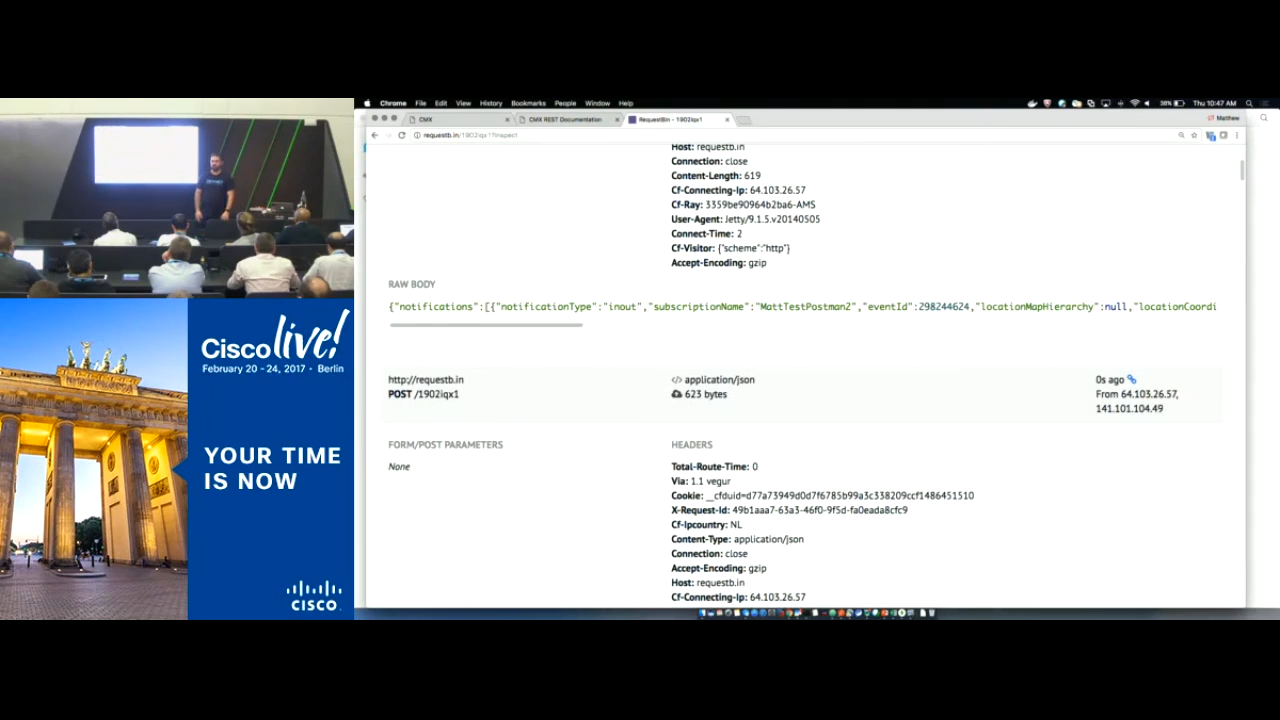 Chrome File Edit View History Bookmarks People Window Help
38% Thu 10:47 AM
CMX
CMX REST Documentation
RequestBin - 1902iqx1
Matthew
requestb.in/1902iqx1?inspect
Host: requestb.in
Connection: close
Content-Length: 619
Cf-Connecting-Ip: 64.103.26.57
Cf-Ray: 3359be90964b2ba6-AMS
User-Agent: Jetty/9.1.5.v20140505
Connect-Time: 2
Cf-Visitor: {"scheme":"http"}
Accept-Encoding: gzip
RAW BODY
{"notifications":[{"notificationType":"inout","subscriptionName":"MattTestPostman2","eventId":298244624,"locationMapHierarchy":null,"locationCoordi
http://requestb.in
POST /1902iqx1
application/json
623 bytes
0s ago
From 64.103.26.57,
141.101.104.49
FORM/POST PARAMETERS
None
HEADERS
Total-Route-Time: 0
Via: 1.1 vegur
Cookie: __cfduid=d77a73949d0d7f6785b99a3c338209ccf1486451510
X-Request-Id: 49b1aaa7-63a3-46f0-9f5d-fa0eada8cfc9
Cf-Ipcountry: NL
Content-Type: application/json
Connection: close
Accept-Encoding: gzip
Host: requestb.in
Cf-Connecting-Ip: 64.103.26.57
Cisco live!
February 20 - 24, 2017 • Berlin
YOUR TIME
IS NOW
CISCO